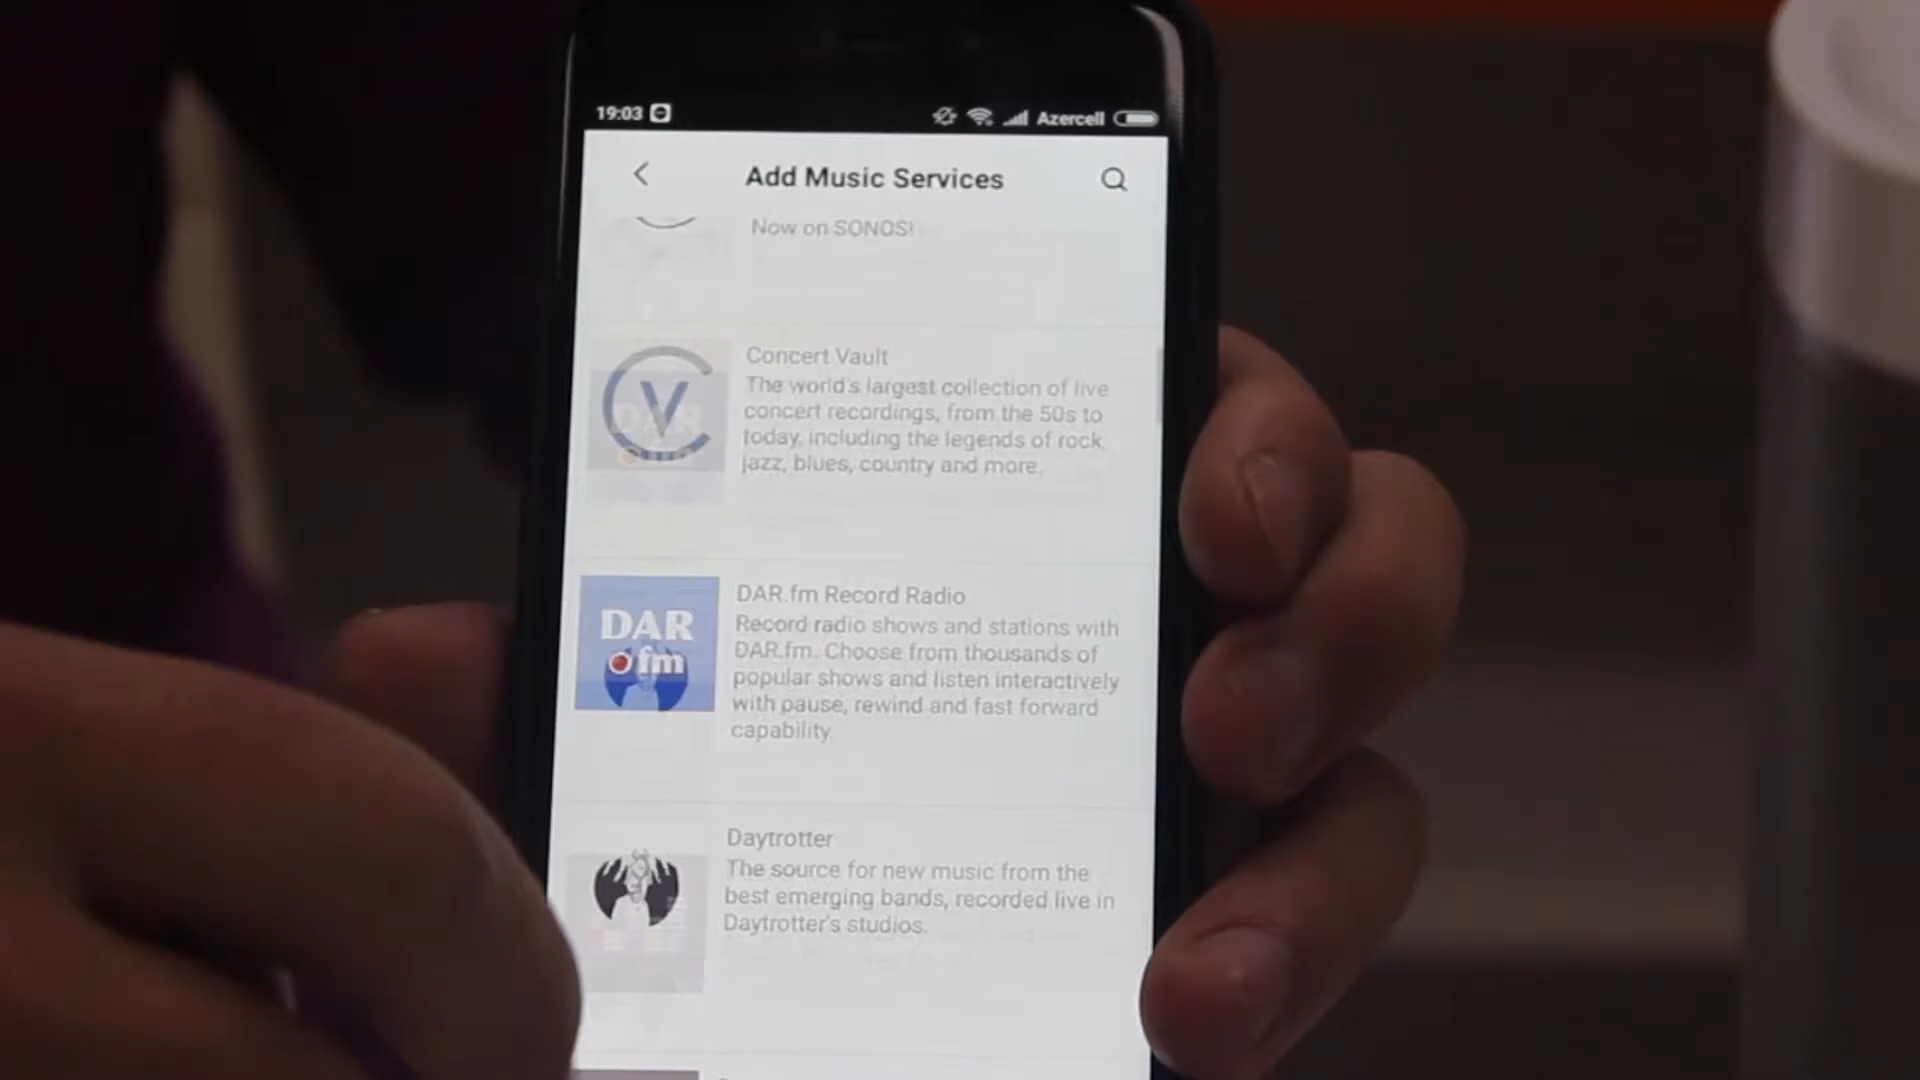 19:03
Azercell
Add Music Services
Now on SONOS!
Concert Vault
The world's largest collection of live
concert recordings, from the 50s to
today, including the legends of rock,
jazz, blues, country and more.
DAR
DAR.fm Record Radio
Record radio shows and stations with
DAR.fm. Choose from thousands of
popular shows and listen interactively
with pause, rewind and fast forward
capability.
DAR
fm
Daytrotter
The source for new music from the
best emerging bands, recorded live in
Daytrotter's studios.